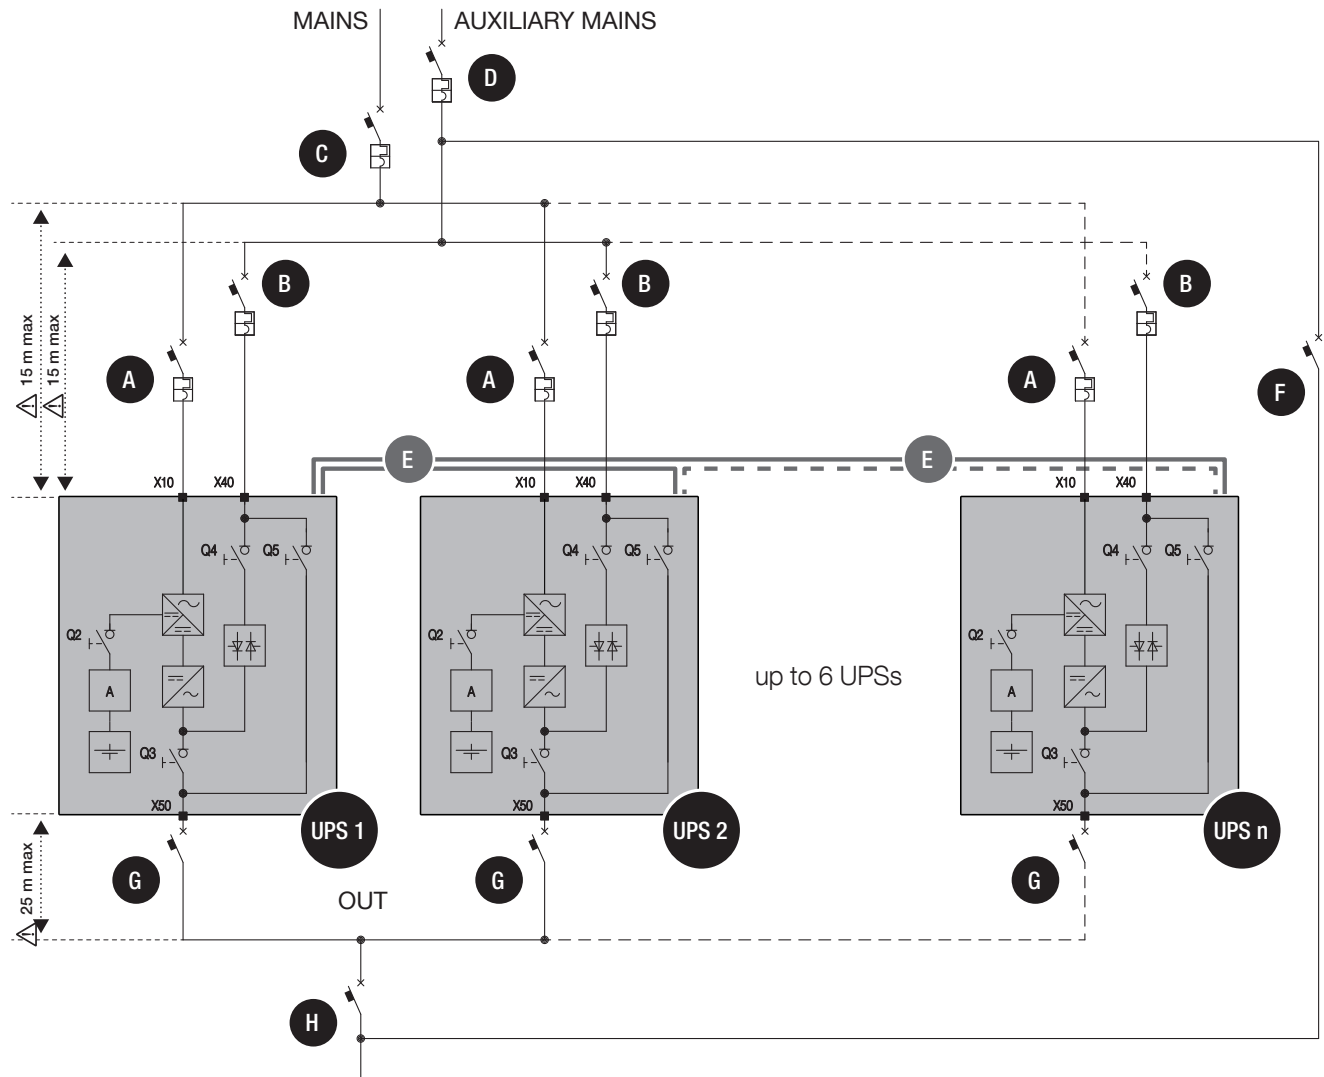 MAINS
AUXILIARY MAINS
D
C
B
B
B
15 m max
15 m max
A
A
A
F
E
E
X10
X40
X10
X40
X10
X40
Q4
Q5
Q4
Q5
Q4
Q5
Q2
Q2
Q2
up to 6 UPSs
A
A
A
Q3
Q3
Q3
X50
X50
X50
UPS 1
UPS 2
UPS n
25 m max
G
G
G
OUT
H